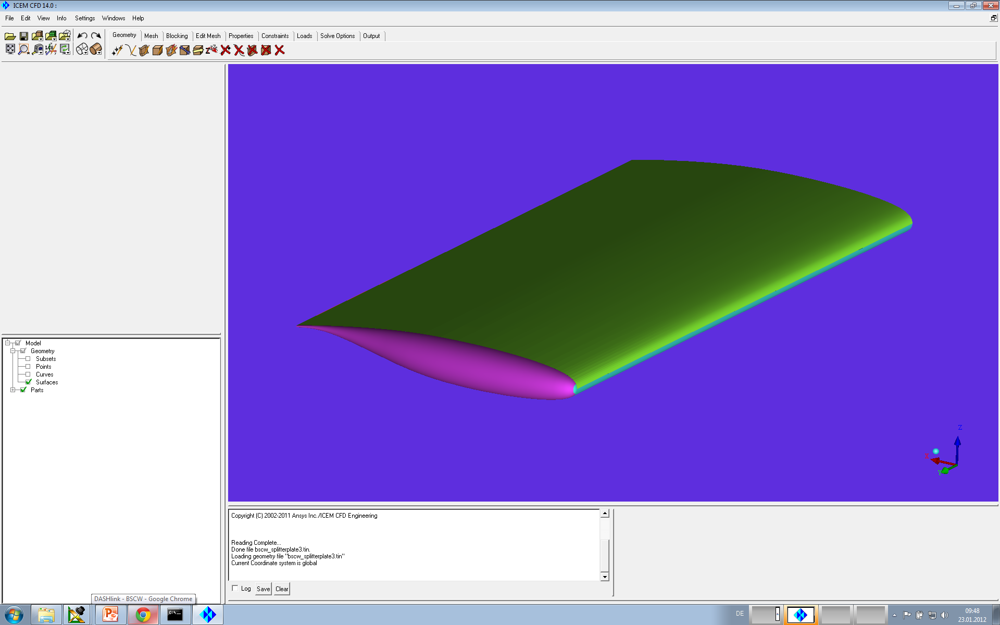 ICEM CFD 14.0 :
File Edit View Info Settings Windows Help
Geometry Mesh Blocking Edit Mesh Properties Constraints Loads Solve Options Output
LCS
Z
Y
Model
Geometry
Subsets
Points
Curves
Surfaces
Parts
Copyright (C) 2002-2011 Ansys Inc./ICEM CFD Engineering
Reading Complete...
Done file bscw_splitterplate3.tin.
Loading geometry file "bscw_splitterplate3.tin"
Current Coordinate system is global
Log Save Clear
DASHlink - BSCW - Google Chrome
C:\_
DE
09:48
23.01.2012